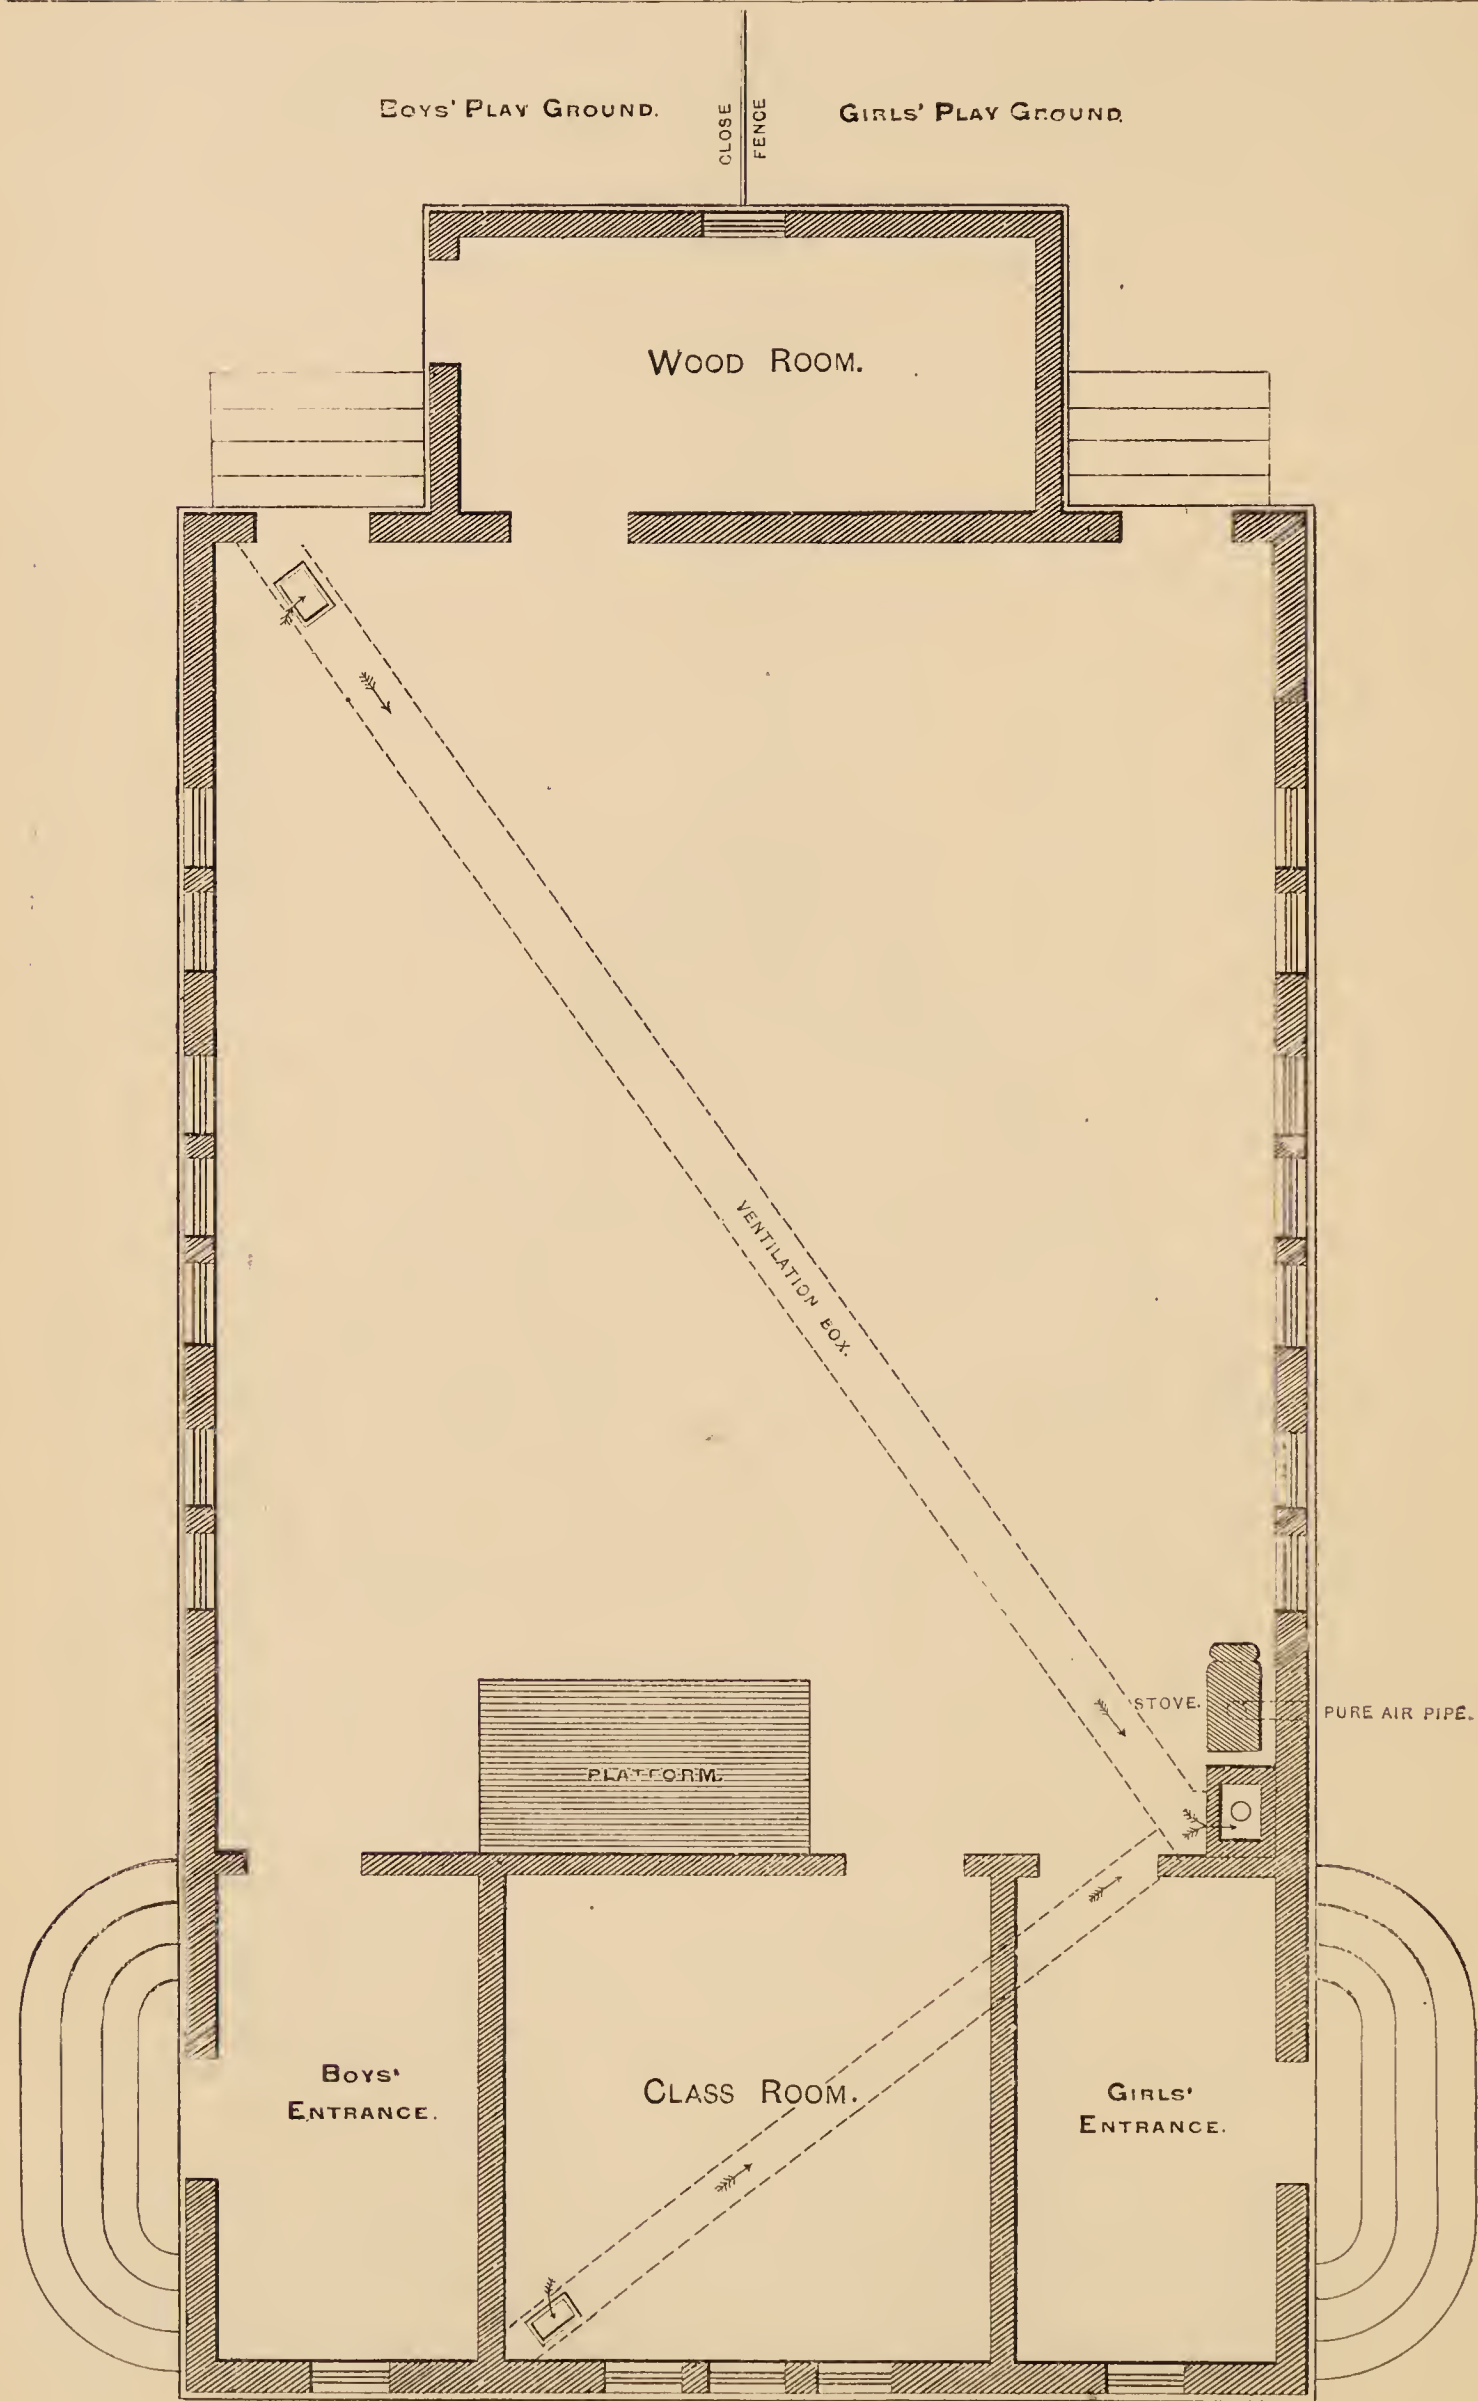 BOYS' PLAY GROUND.
CLOSE
FENCE
GIRLS' PLAY GROUND.
WOOD ROOM.
VENTILATION BOX.
STOVE.
PURE AIR PIPE.
PLATFORM.
BOYS'
ENTRANCE.
CLASS ROOM.
GIRLS'
ENTRANCE.